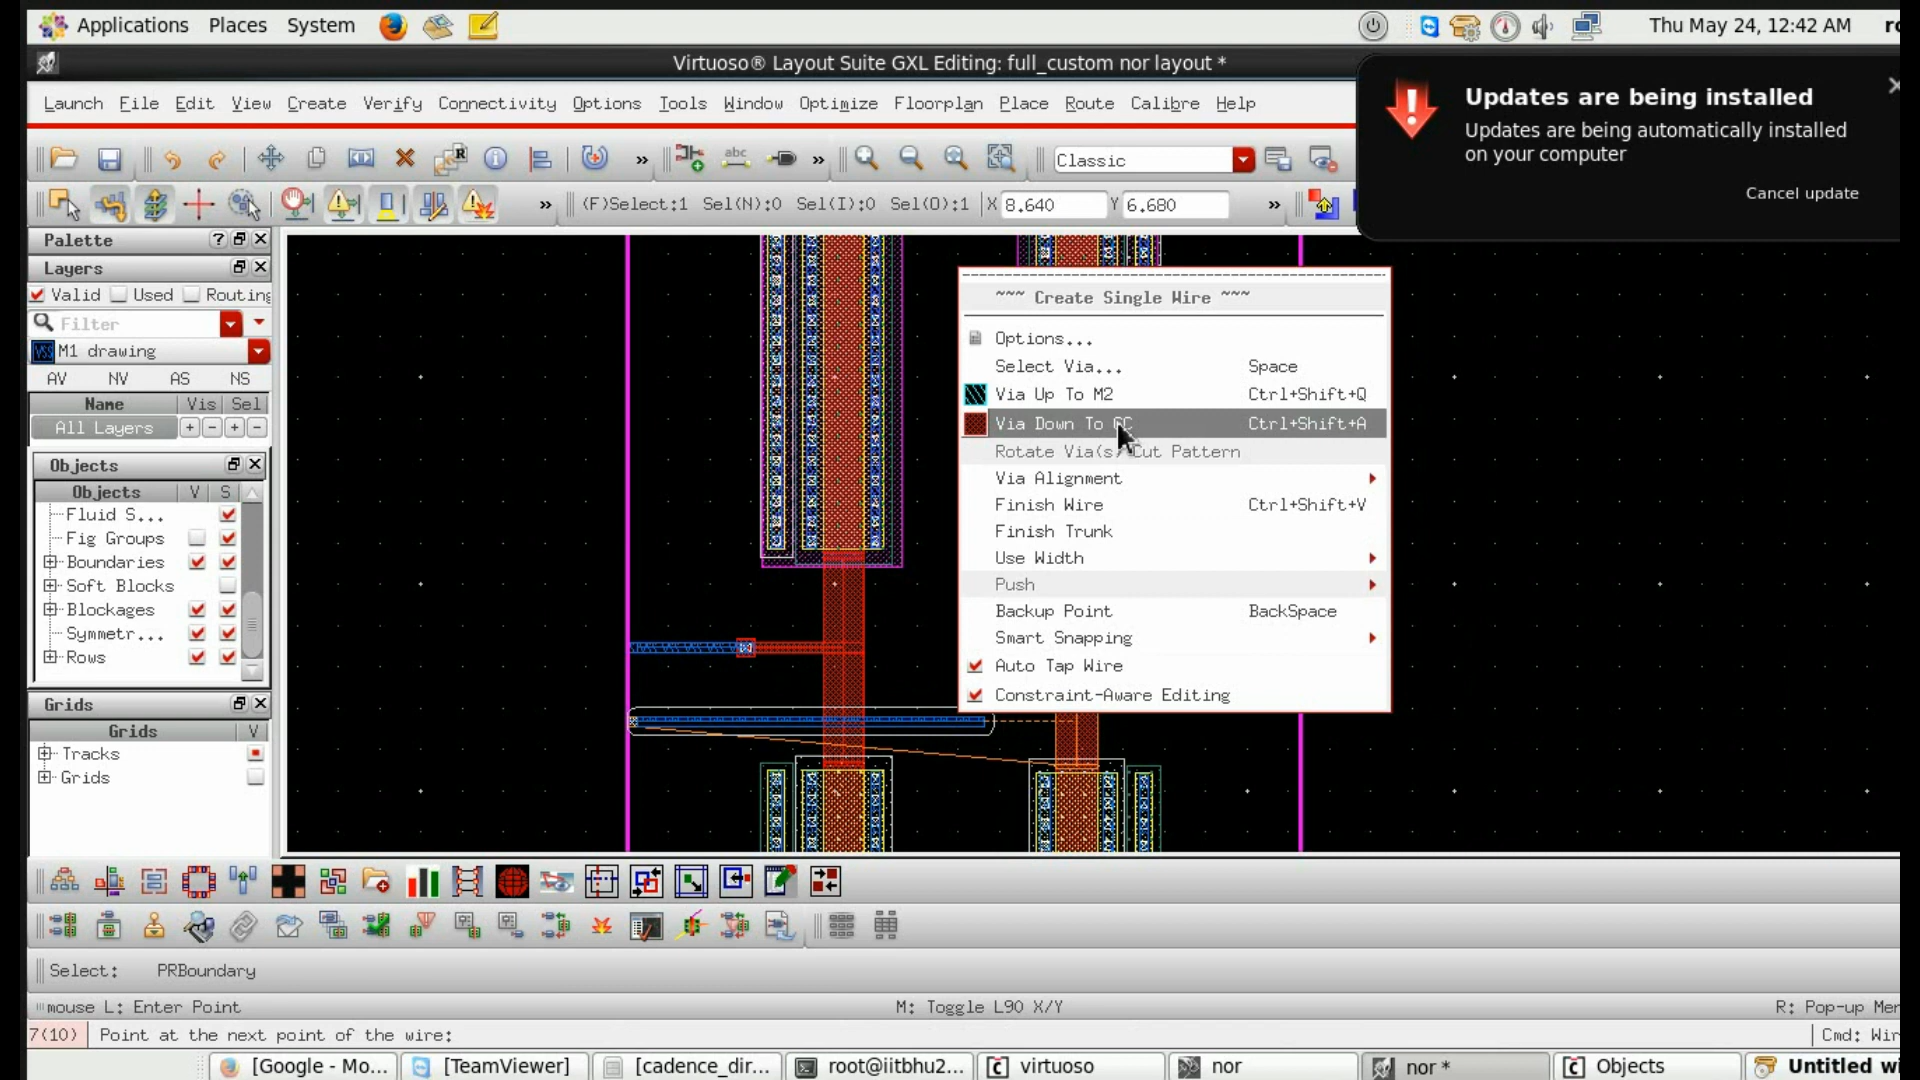 Applications Places System
Thu May 24, 12:42 AM
Virtuoso® Layout Suite GXL Editing: full_custom nor layout *
Launch File Edit View Create Verify Connectivity Options Tools Window Optimize Floorplan Place Route Calibre Help
Updates are being installed
Updates are being automatically installed
on your computer
Cancel update
abc
Classic
(F)Select:1 Sel(N):0 Sel(I):0 Sel(O):1 X 8.640 Y 6.680
Palette
Layers
Valid Used Routing
Filter
M1 drawing
AV NV AS NS
Name Vis Sel
All Layers
Objects
Objects V S
Fluid S...
Fig Groups
Boundaries
Soft Blocks
Blockages
Symmetr...
Rows
Grids
Grids V
Tracks
Grids
~~~ Create Single Wire ~~~
Options...
Select Via... Space
Via Up To M2 Ctrl+Shift+Q
Via Down To Ctrl+Shift+A
Rotate Via(s) Cut Pattern
Via Alignment
Finish Wire Ctrl+Shift+V
Finish Trunk
Use Width
Push
Backup Point BackSpace
Smart Snapping
Auto Tap Wire
Constraint-Aware Editing
Select: PRBoundary
mouse L: Enter Point M: Toggle L90 X/Y R: Pop-up Men
7(10) Point at the next point of the wire: Cmd: Wir
[Google - Mo... [TeamViewer] [cadence_dir... root@iitbhu2... virtuoso nor nor * Objects Untitled wi